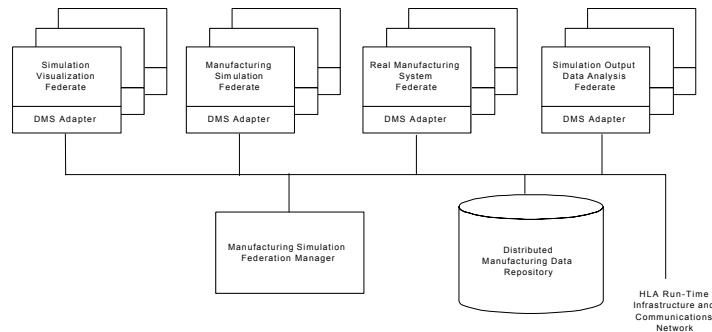 Simulation
Visualization
Federate
DMS Adapter
Manufacturing
Simulation
Federate
DMS Adapter
Real Manufacturing
System
Federate
DMS Adapter
Simulation Output
Data Analysis
Federate
DMS Adapter
Manufacturing Simulation
Federation Manager
Distributed
Manufacturing Data
Repository
HLA Run-Time
Infrastructure and
Communications
Network